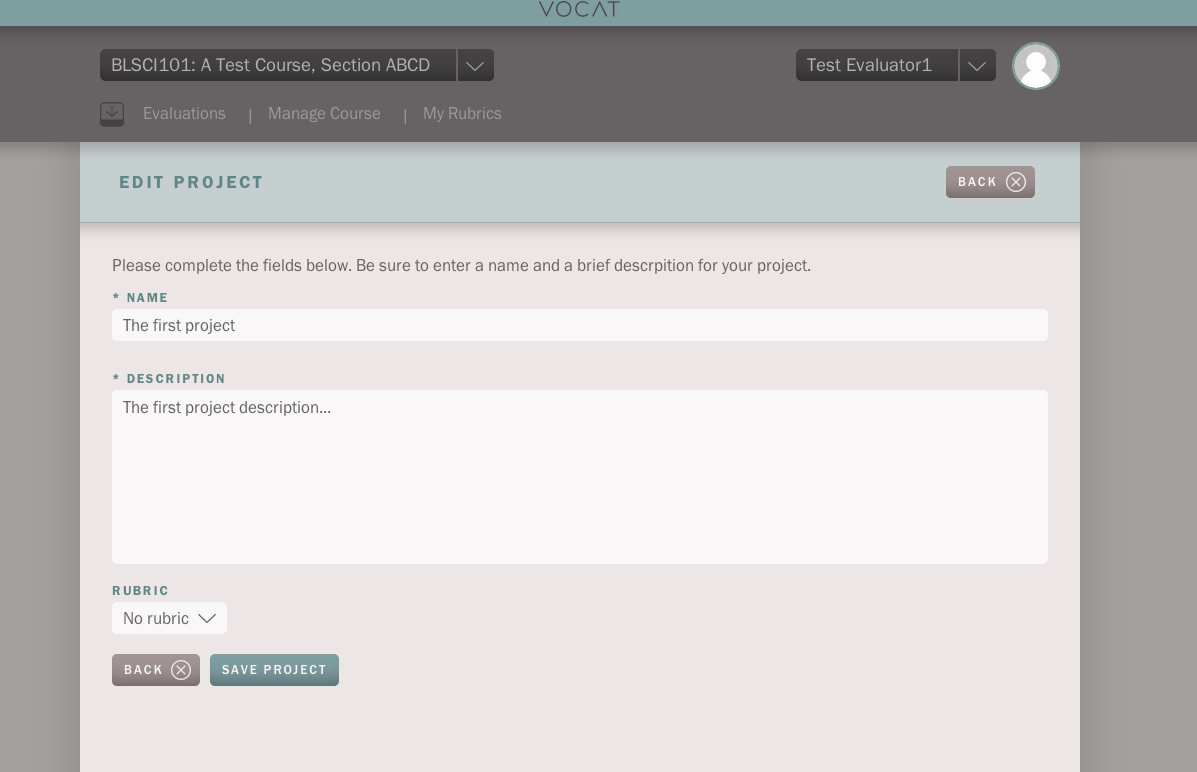 VOCAT
BLSCI101: A Test Course, Section ABCD
Test Evaluator1
Evaluations | Manage Course | My Rubrics
EDIT PROJECT
BACK
Please complete the fields below. Be sure to enter a name and a brief descrpition for your project.
* NAME
The first project
* DESCRIPTION
The first project description...
RUBRIC
No rubric
BACK
SAVE PROJECT